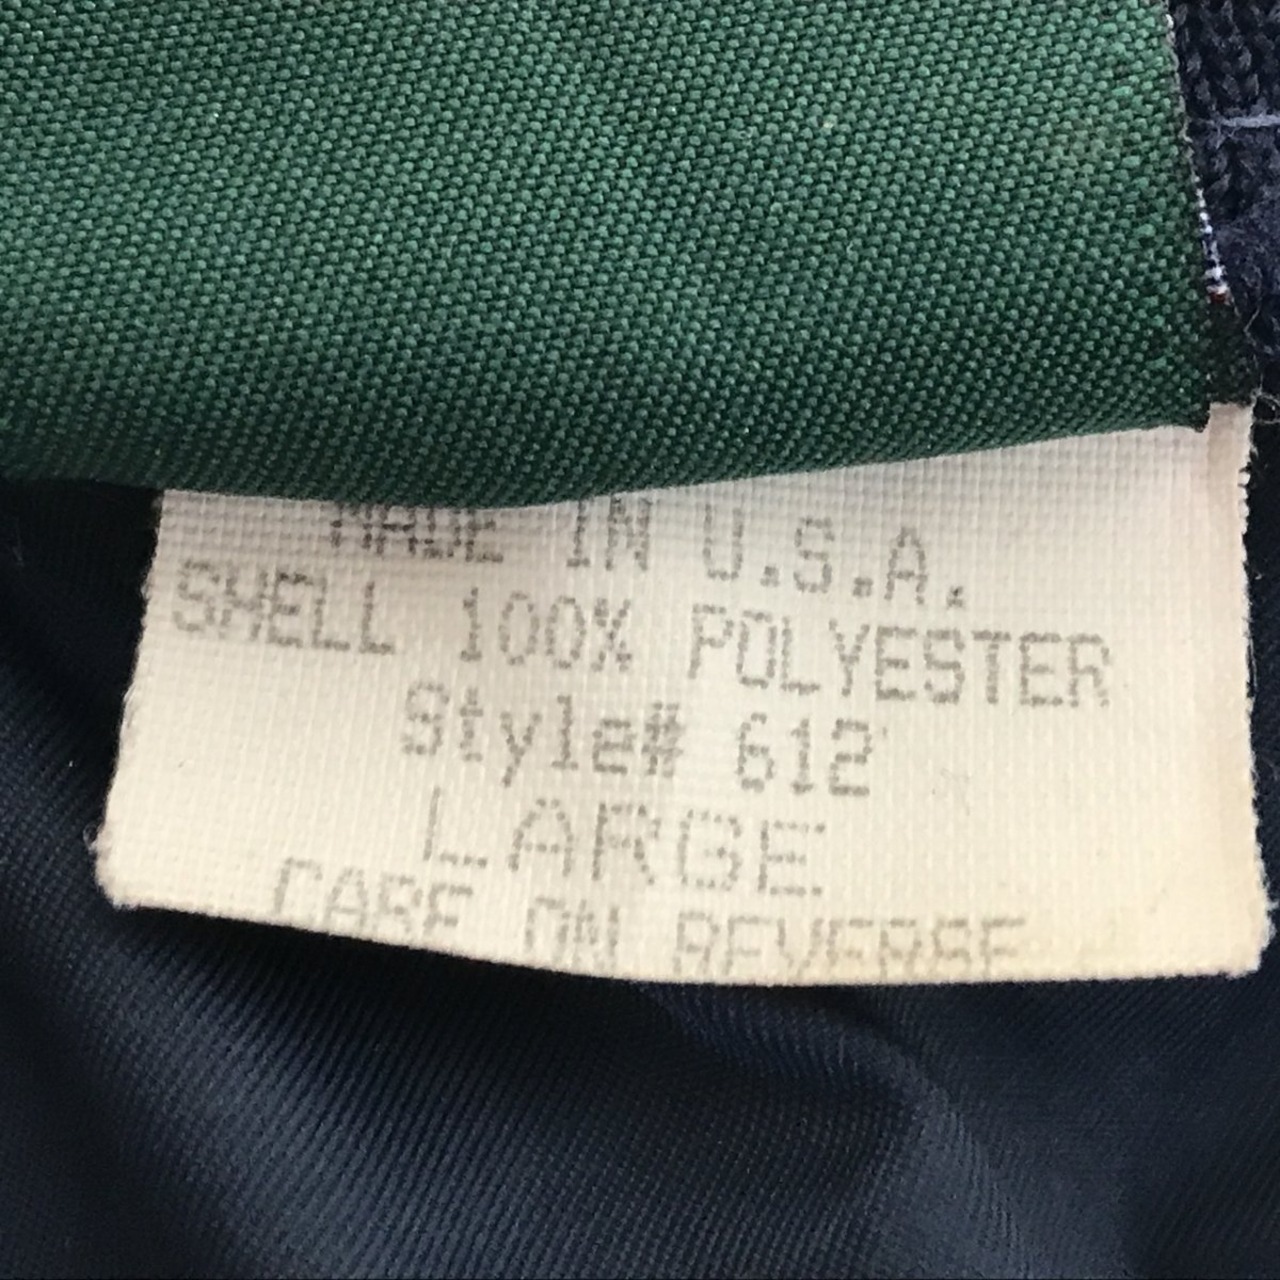 MADE IN U.S.A.
SHELL 100% POLYESTER
Style# 612
LARGE
CARE ON REVERSE